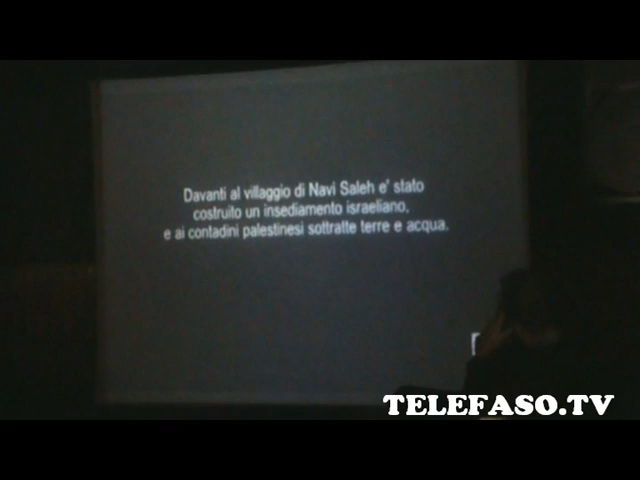 Davanti al villaggio di Navi Saleh e' stato
costruito un insediamento israeliano,
e ai contadini palestinesi sottratte terre e acqua.
TELEFASO.TV